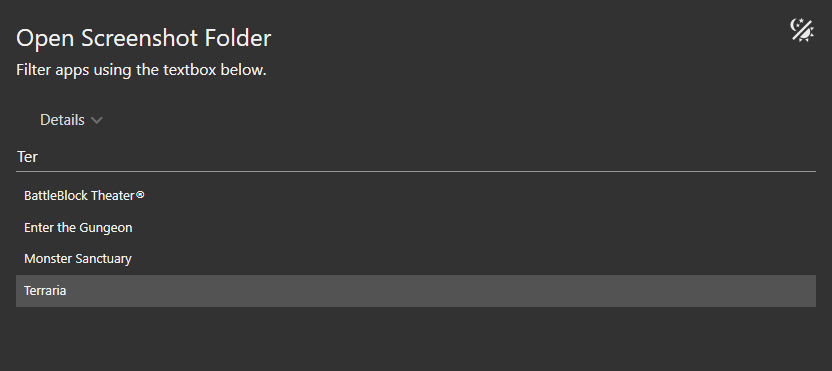 Open Screenshot Folder
Filter apps using the textbox below.
Details
Ter
BattleBlock Theater®
Enter the Gungeon
Monster Sanctuary
Terraria